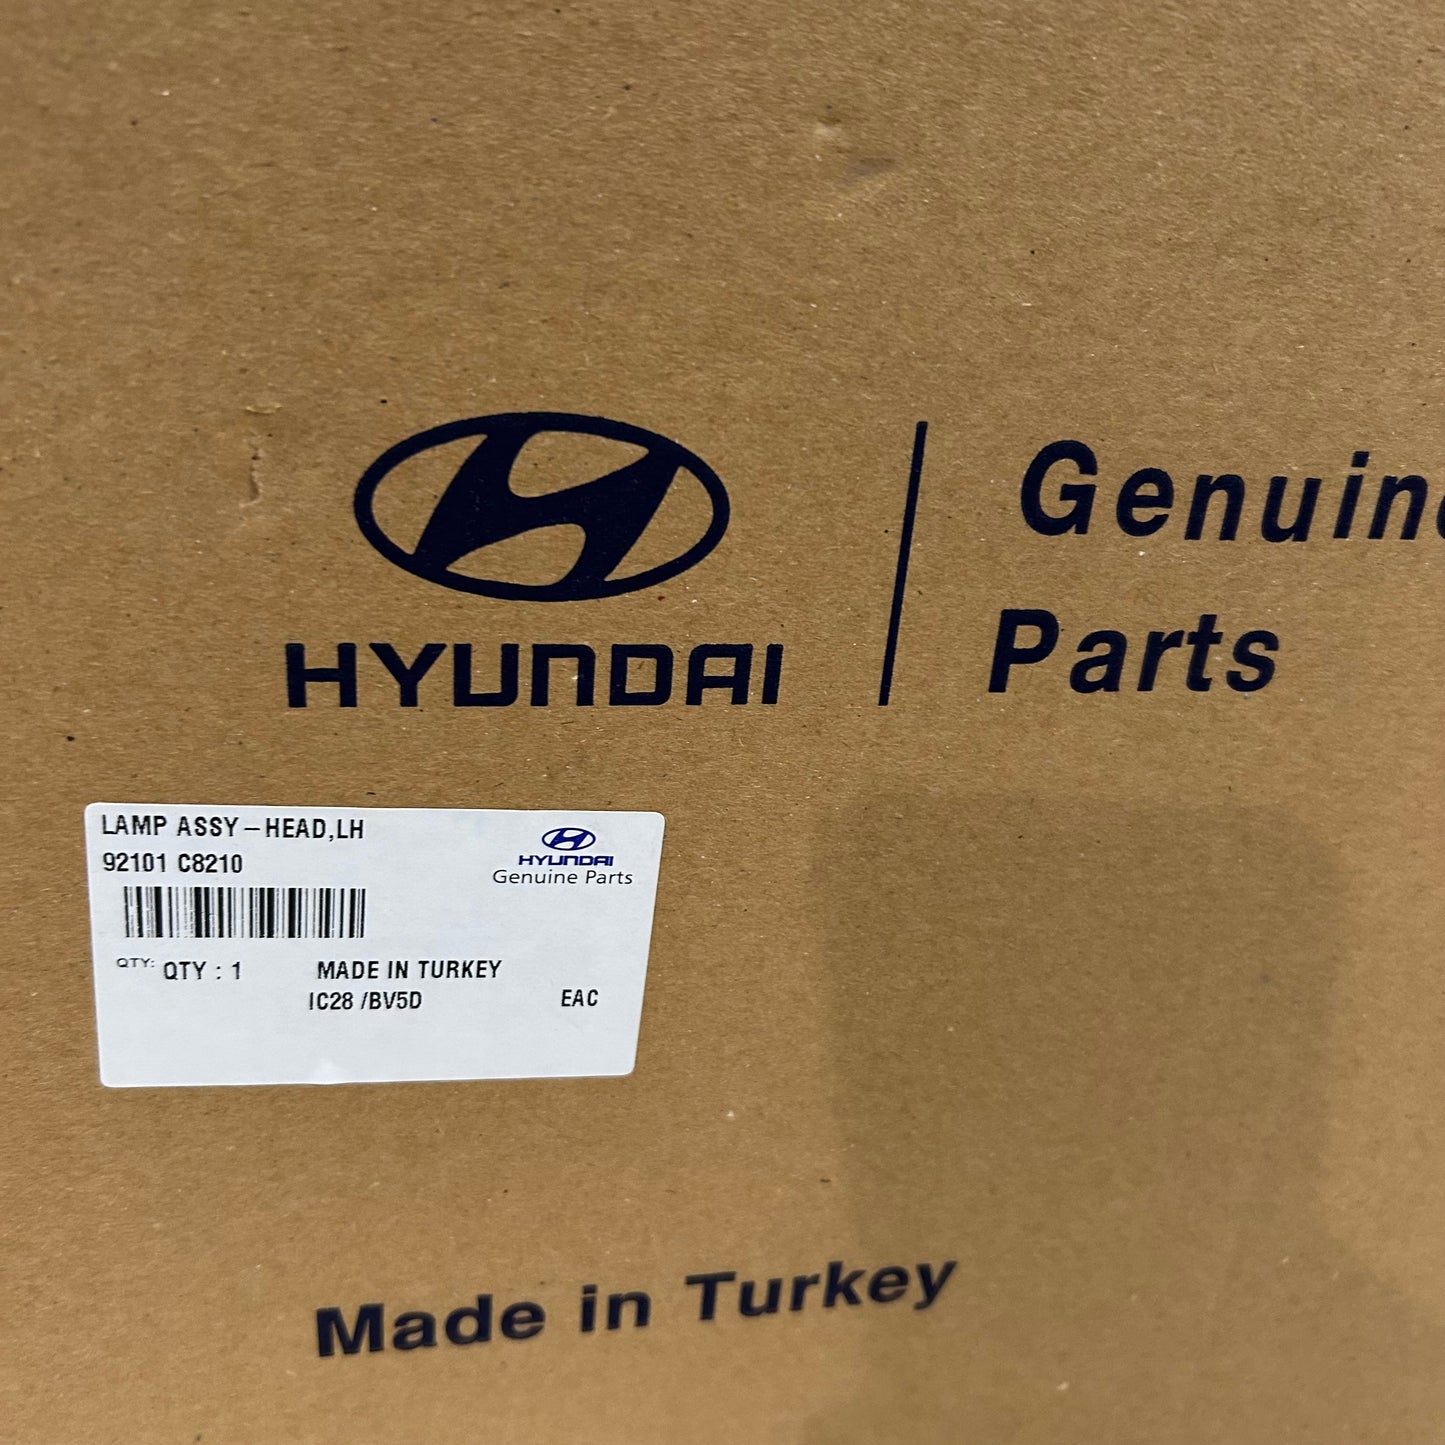 HYUNDAI
Genuine
Parts
LAMP ASSY-HEAD,LH
92101 C8210
HYUNDAI
Genuine Parts
QTY: QTY : 1 MADE IN TURKEY
IC28 /BV5D EAC
Made in Turkey